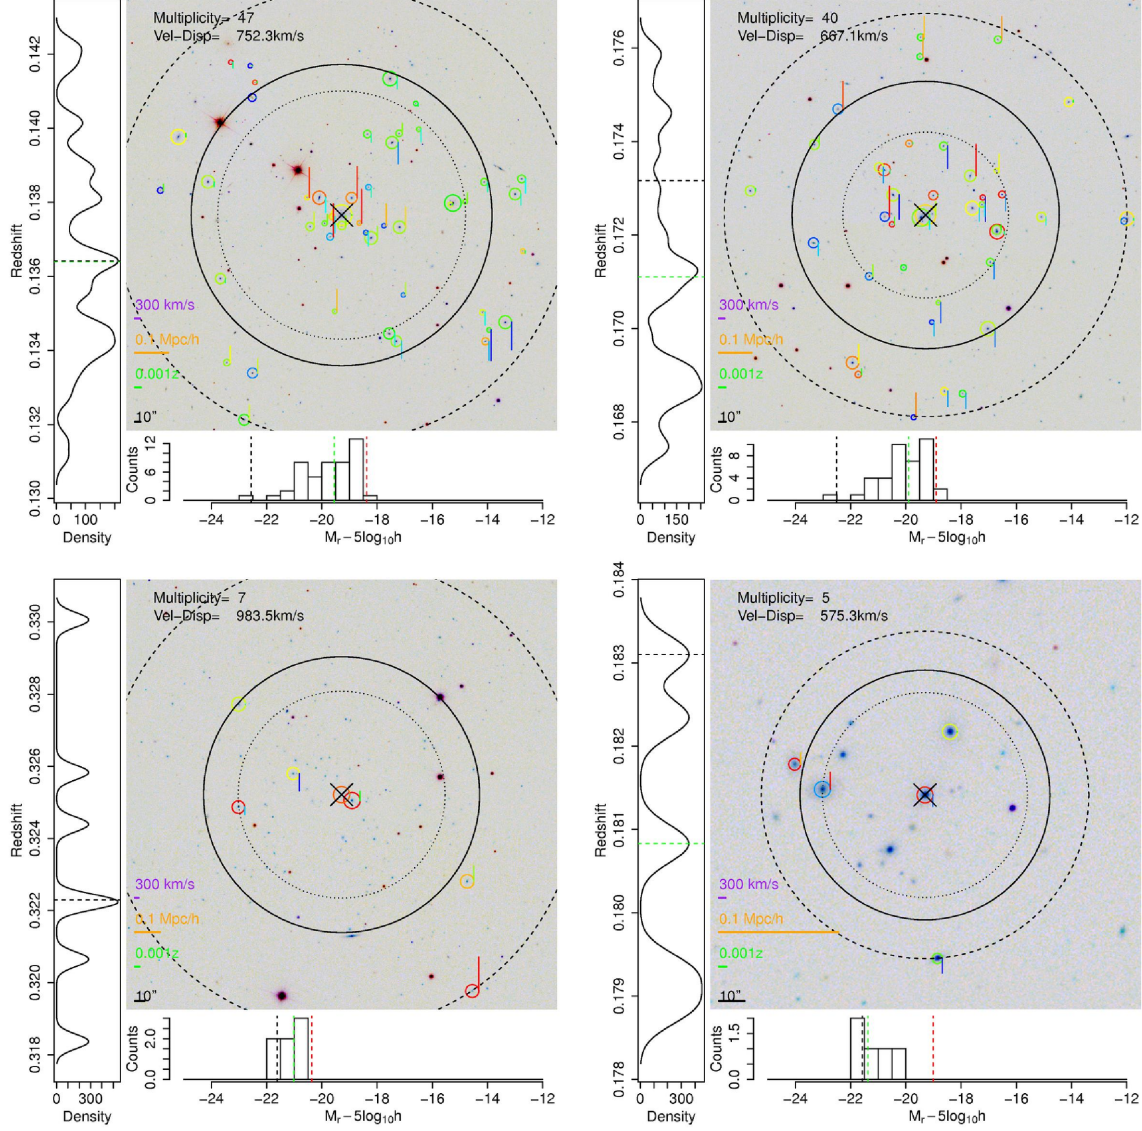 Multiplicity= 47
Vel-Disp= 752.3km/s
Redshift
0.130 0.132 0.134 0.136 0.138 0.140 0.142
300 km/s
0.1 Mpc/h
0.001z
10"
0 100
Density
Counts
0 6 12
-24 -22 -20 -18 -16 -14 -12
Mr-5log10h
Multiplicity= 40
Vel-Disp= 667.1km/s
Redshift
0.168 0.170 0.172 0.174 0.176
300 km/s
0.1 Mpc/h
0.001z
10"
0 150
Density
Counts
0 4 8
-24 -22 -20 -18 -16 -14 -12
Mr-5log10h
Multiplicity= 7
Vel-Disp= 983.5km/s
Redshift
0.318 0.320 0.322 0.324 0.326 0.328 0.330
300 km/s
0.1 Mpc/h
0.001z
10"
0 300
Density
Counts
0.0 2.0
-24 -22 -20 -18 -16 -14 -12
Mr-5log10h
Multiplicity= 5
Vel-Disp= 575.3km/s
Redshift
0.178 0.179 0.180 0.181 0.182 0.183 0.184
300 km/s
0.1 Mpc/h
0.001z
10"
0 300
Density
Counts
0.0 1.5
-24 -22 -20 -18 -16 -14 -12
Mr-5log10h